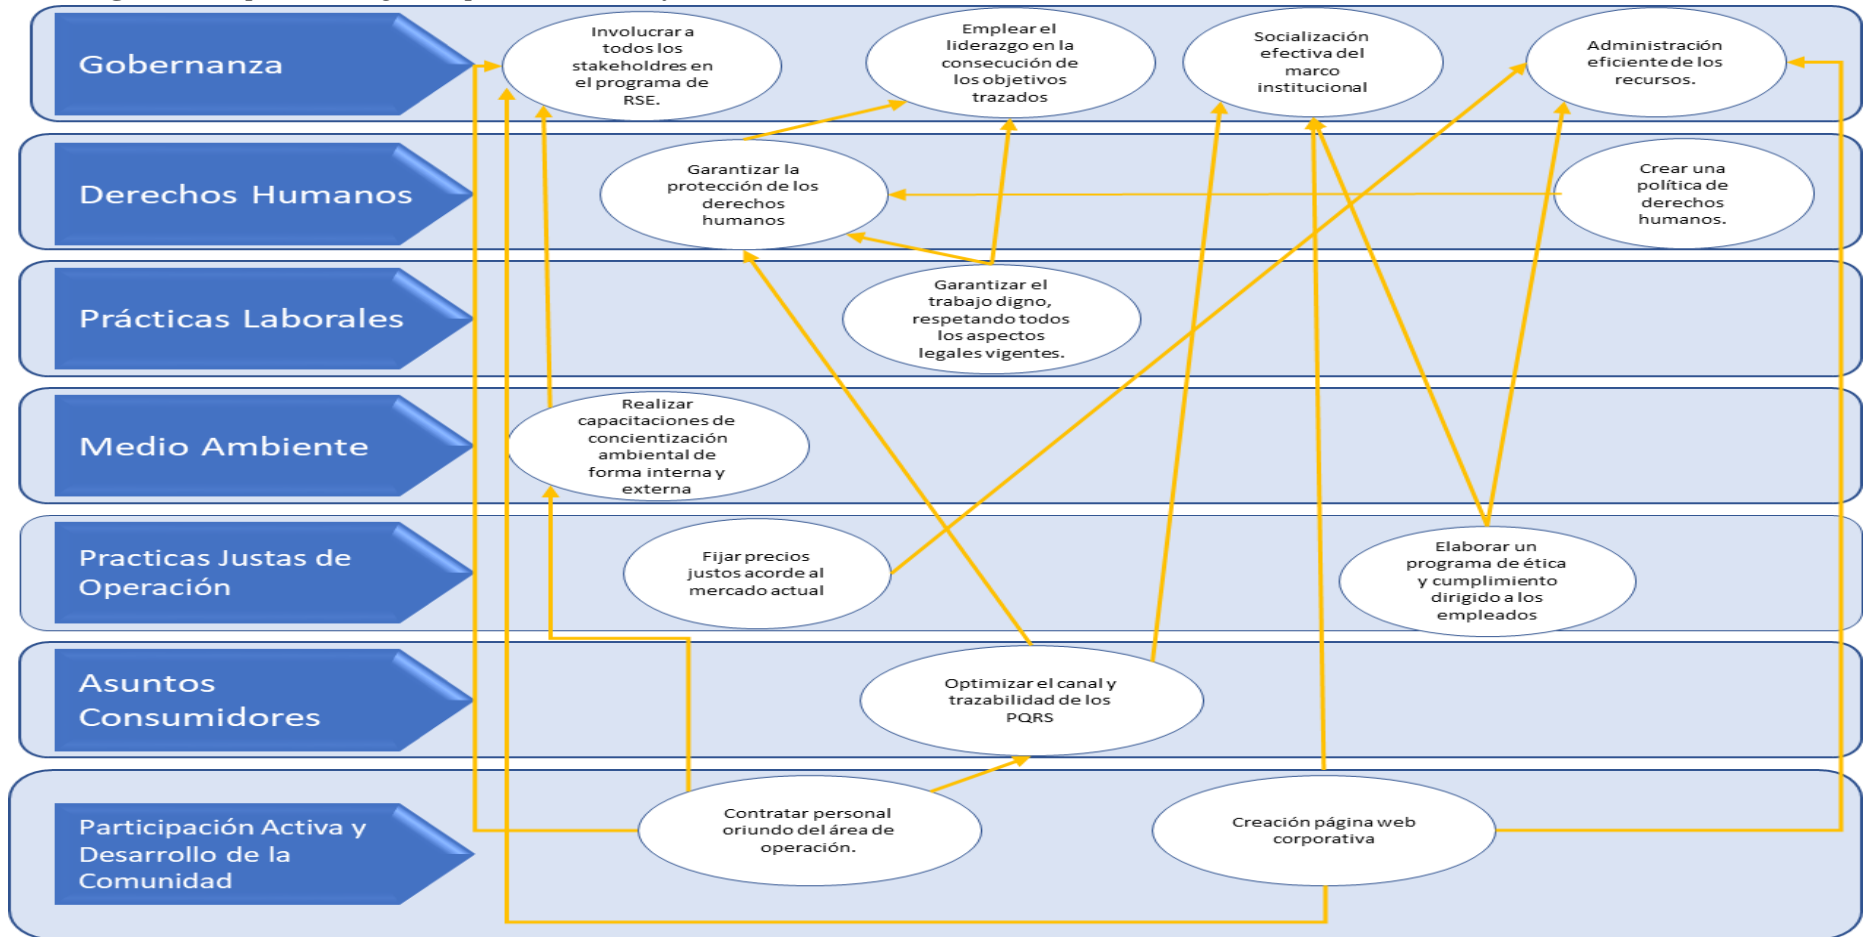 Gobernanza
Involucrar a
todos los
stakeholdres en
el programa de
RSE.
Emplear el
liderazgo en la
consecución de
los objetivos
trazados
Socialización
efectiva del
marco
institucional
Administración
eficiente de los
recursos.
Derechos Humanos
Garantizar la
protección de los
derechos
humanos
Crear una
política de
derechos
humanos.
Prácticas Laborales
Garantizar el
trabajo digno,
respetando todos
los aspectos
legales vigentes.
Medio Ambiente
Realizar
capacitaciones de
concientización
ambiental de
forma interna y
externa
Practicas Justas de
Operación
Fijar precios
justos acorde al
mercado actual
Elaborar un
programa de ética
y cumplimiento
dirigido a los
empleados
Asuntos
Consumidores
Optimizar el canal y
trazabilidad de los
PQRS
Participación Activa y
Desarrollo de la
Comunidad
Contratar personal
oriundo del área de
operación.
Creación página web
corporativa